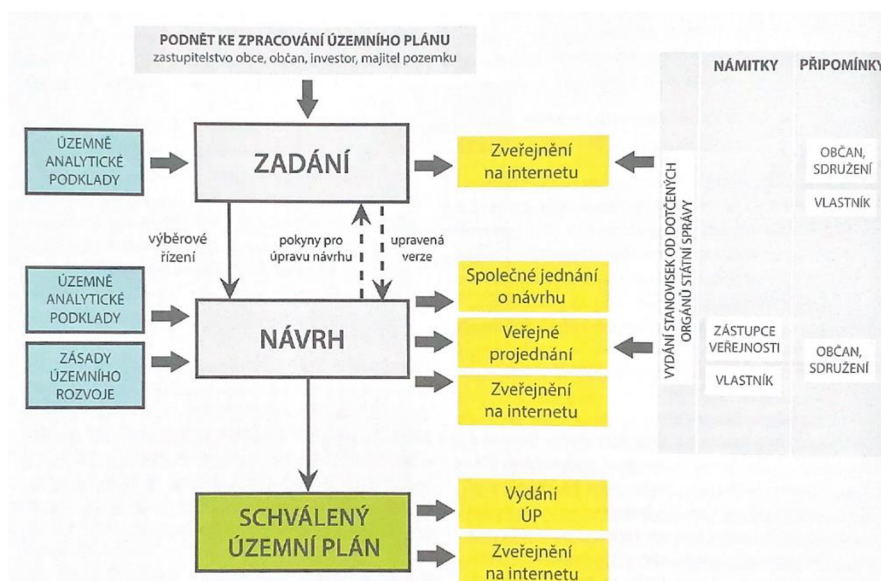 PODNĚT KE ZPRACOVÁNÍ ÚZEMNÍHO PLÁNU
zastupitelstvo obce, občan, investor, majitel pozemku
NÁMITKY
PŘIPOMÍNKY
ÚZEMNĚ
ANALYTICKÉ
PODKLADY
ZADÁNÍ
Zveřejnění
na internetu
VYDÁNÍ STANOVISEK OD DOTČENÝCH
ORGÁNŮ STÁTNÍ SPRÁVY
OBČAN,
SDRUŽENÍ
VLASTNÍK
výběrové
řízení
pokyny pro
úpravu návrhu
upravená
verze
ÚZEMNĚ
ANALYTICKÉ
PODKLADY
ZÁSADY
ÚZEMNÍHO
ROZVOJE
NÁVRH
Společné jednání
o návrhu
Veřejné
projednání
Zveřejnění
na internetu
ZÁSTUPCE
VEŘEJNOSTI
VLASTNÍK
OBČAN,
SDRUŽENÍ
SCHVÁLENÝ
ÚZEMNÍ PLÁN
Vydání
ÚP
Zveřejnění
na internetu